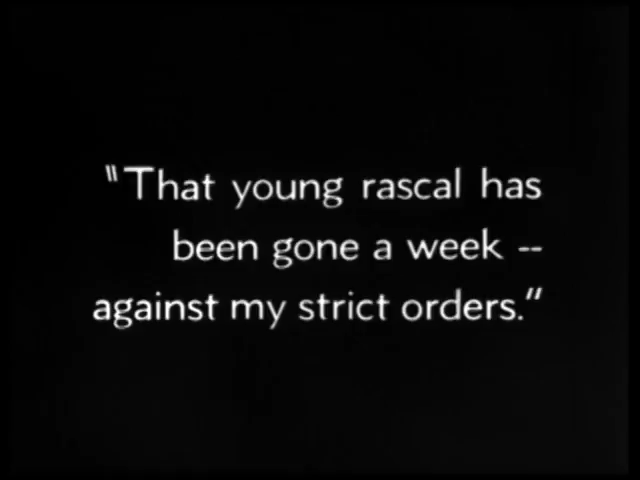 "That young rascal has
been gone a week --
against my strict orders."